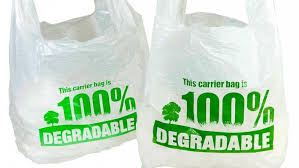 This carrier bag is
100%
DEGRADABLE
This carrier bag is
100%
DEGRADABLE